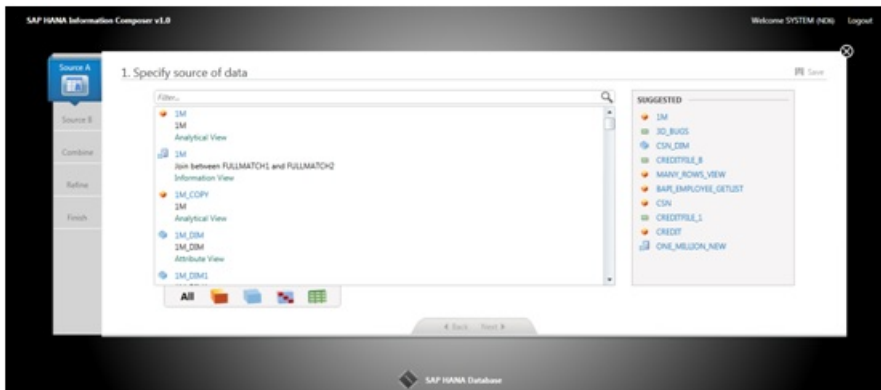 SAP HANA Information Composer v1.0
Welcome SYSTEM (ND6) Logout
Source A
Source B
Combine
Refine
Finish
1. Specify source of data
Save
Filter...
1M
1M
Analytical View
1M
Join between FULLMATCH1 and FULLMATCH2
Information View
1M_COPY
1M
Analytical View
1M_DIM
1M_DIM
Attribute View
1M_DIM1
All
SUGGESTED
1M
3D_BUGS
CSN_DIM
CREDITFILE_B
MANY_ROWS_VIEW
BAPI_EMPLOYEE_GETLIST
CSN
CREDITFILE_1
CREDIT
ONE_MILLION_NEW
Back Next
SAP HANA Database